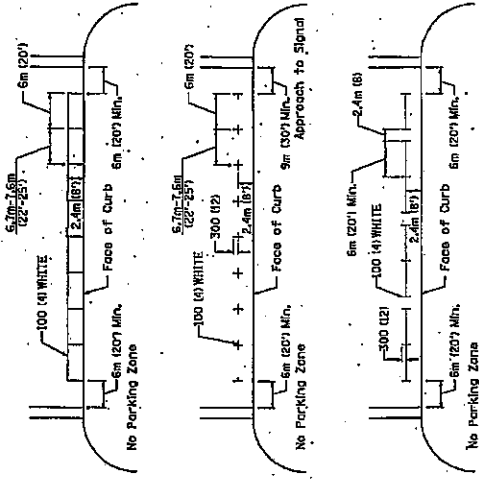 6.7m-7.6m
(22'-25')
6m (20')
100 (4) WHITE
2.4m (8')
Face of Curb
6m (20') Min.
6m (20') Min.
No Parking Zone
6.7m-7.6m
(22'-25')
6m (20')
300 (12)
100 (4) WHITE
2.4m (8')
Face of Curb
6m (20') Min.
9m (30') Min.
Approach to Signal
No Parking Zone
6m (20') Min.
2.4m (8)
100 (4) WHITE
300 (12)
2.4m (8')
Face of Curb
6m (20') Min.
6m (20') Min.
No Parking Zone